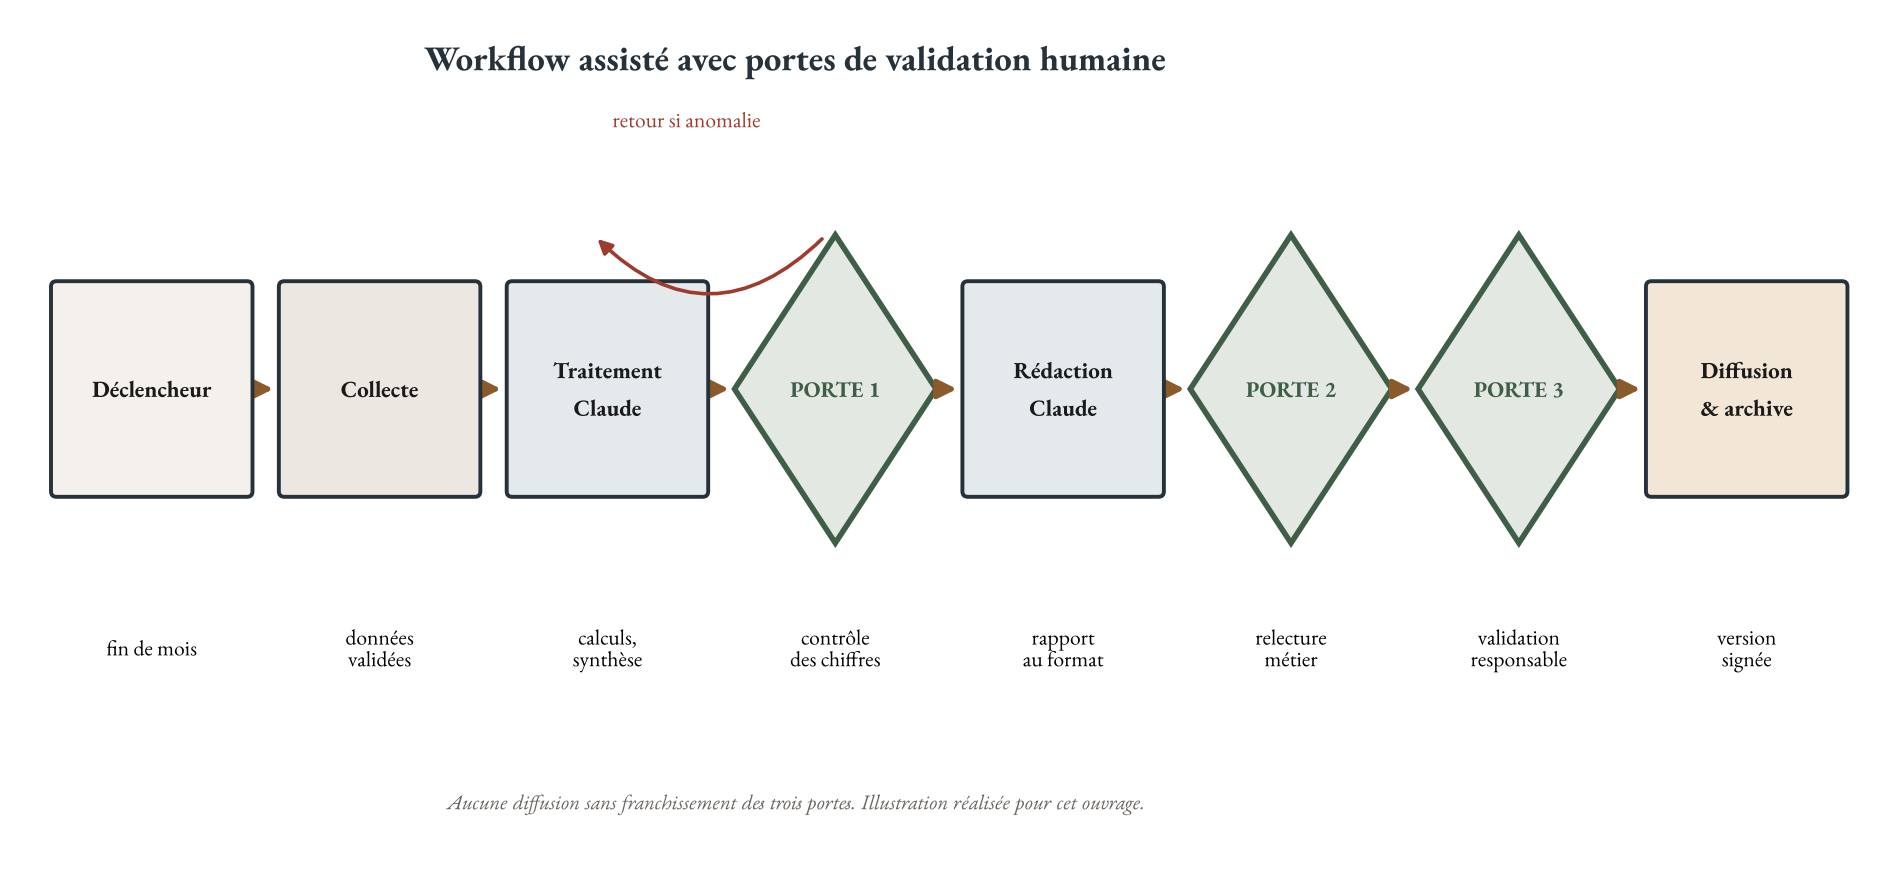 Workflow assisté avec portes de validation humaine
retour si anomalie
Déclencheur
Collecte
Traitement
Claude
PORTE 1
Rédaction
Claude
PORTE 2
PORTE 3
Diffusion
& archive
fin de mois
données
validées
calculs,
synthèse
contrôle
des chiffres
rapport
au format
relecture
métier
validation
responsable
version
signée
Aucune diffusion sans franchissement des trois portes. Illustration réalisée pour cet ouvrage.